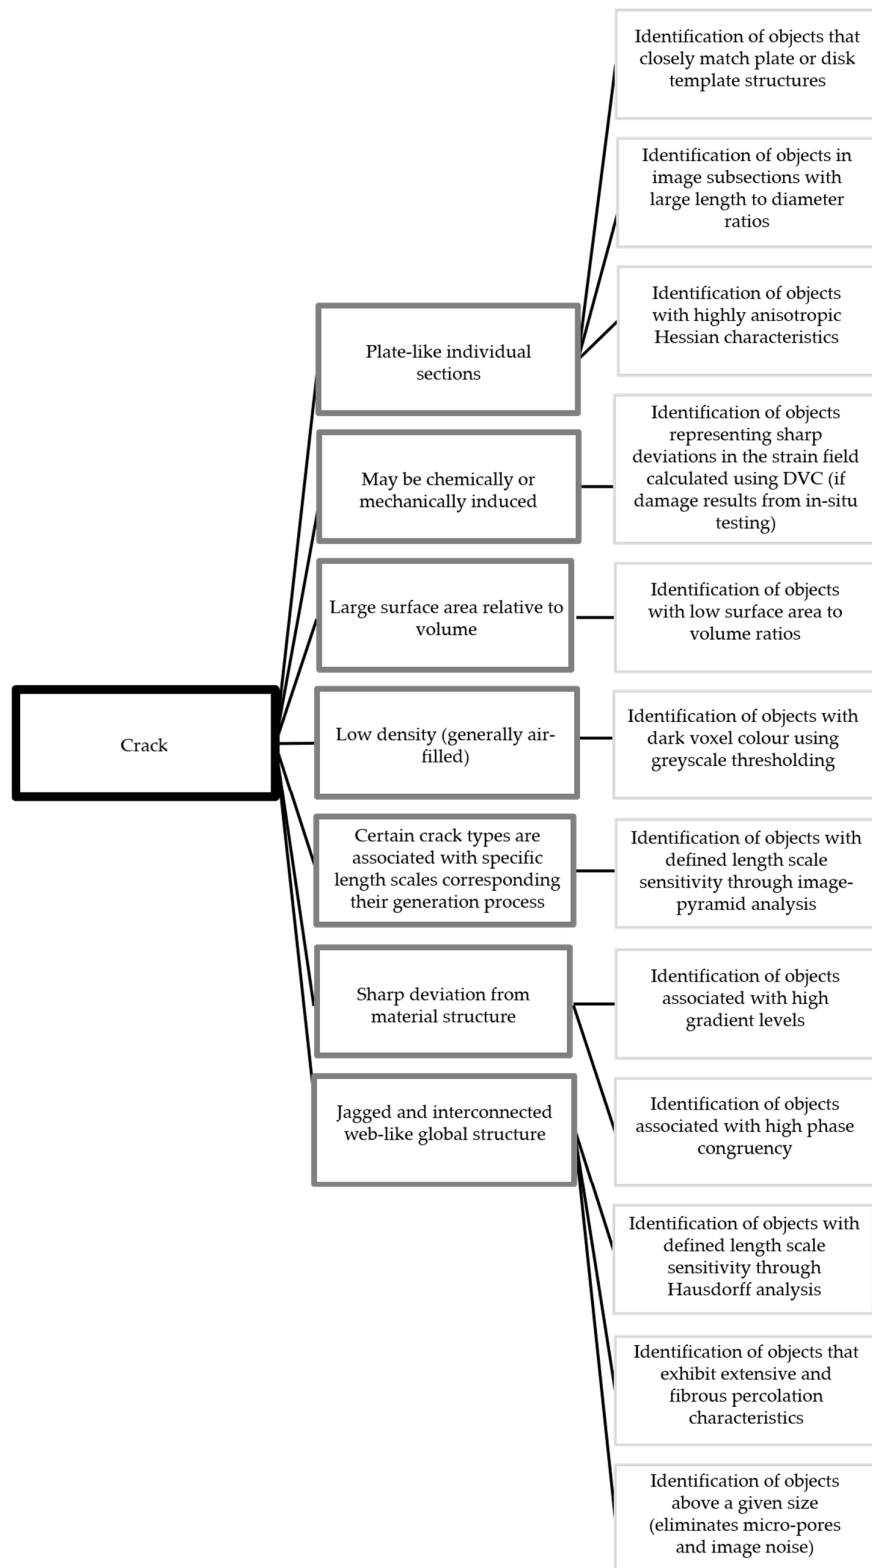 Crack
Plate-like individual
sections
May be chemically or
mechanically induced
Large surface area relative to
volume
Low density (generally air-
filled)
Certain crack types are
associated with specific
length scales corresponding
their generation process
Sharp deviation from
material structure
Jagged and interconnected
web-like global structure
Identification of objects that
closely match plate or disk
template structures
Identification of objects in
image subsections with
large length to diameter
ratios
Identification of objects
with highly anisotropic
Hessian characteristics
Identification of objects
representing sharp
deviations in the strain field
calculated using DVC (if
damage results from in-situ
testing)
Identification of objects
with low surface area to
volume ratios
Identification of objects with
dark voxel colour using
greyscale thresholding
Identification of objects with
defined length scale
sensitivity through image-
pyramid analysis
Identification of objects
associated with high
gradient levels
Identification of objects
associated with high phase
congruency
Identification of objects with
defined length scale
sensitivity through
Hausdorff analysis
Identification of objects that
exhibit extensive and
fibrous percolation
characteristics
Identification of objects
above a given size
(eliminates micro-pores
and image noise)